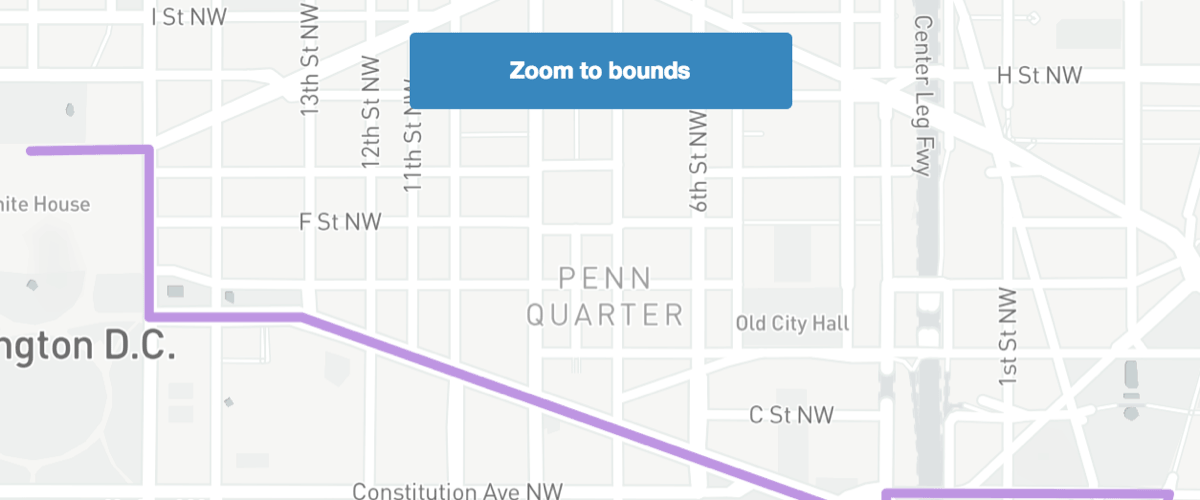 I St NW
13th St NW
Zoom to bounds
Center Leg Fwy
H St NW
12th St NW
11th St NW
6th St NW
White House
F St NW
PENN
QUARTER
Old City Hall
ngton D.C.
1st St NW
C St NW
Constitution Ave NW